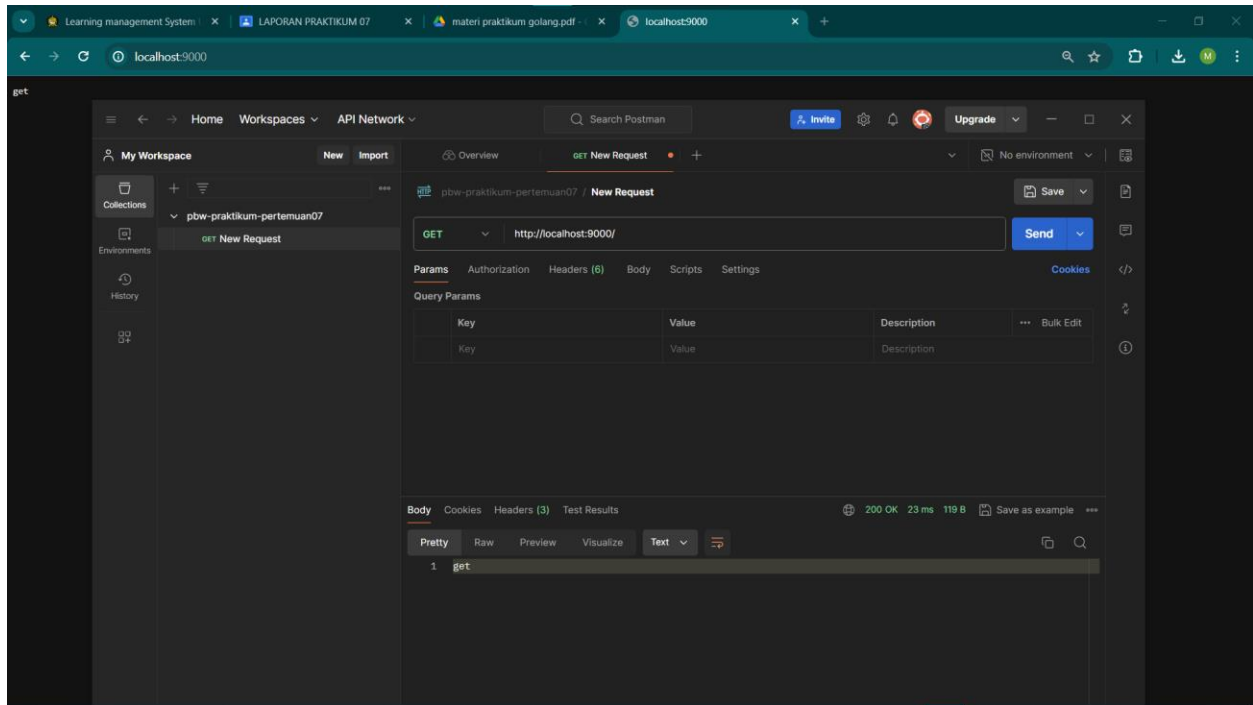 Learning management System
LAPORAN PRAKTIKUM 07
materi praktikum golang.pdf -
localhost:9000
localhost:9000
get
Home Workspaces API Network
Search Postman
Invite
Upgrade
My Workspace
New Import
Overview
GET New Request
No environment
Collections
Environments
History
pbw-praktikum-pertemuan07
GET New Request
HTTP pbw-praktikum-pertemuan07 / New Request
Save
GET http://localhost:9000/
Send
Params Authorization Headers (6) Body Scripts Settings
Cookies
Query Params
Key Value Description ••• Bulk Edit
Key Value Description
Body Cookies Headers (3) Test Results
200 OK 23 ms 119 B Save as example •••
Pretty Raw Preview Visualize Text
1 get
M